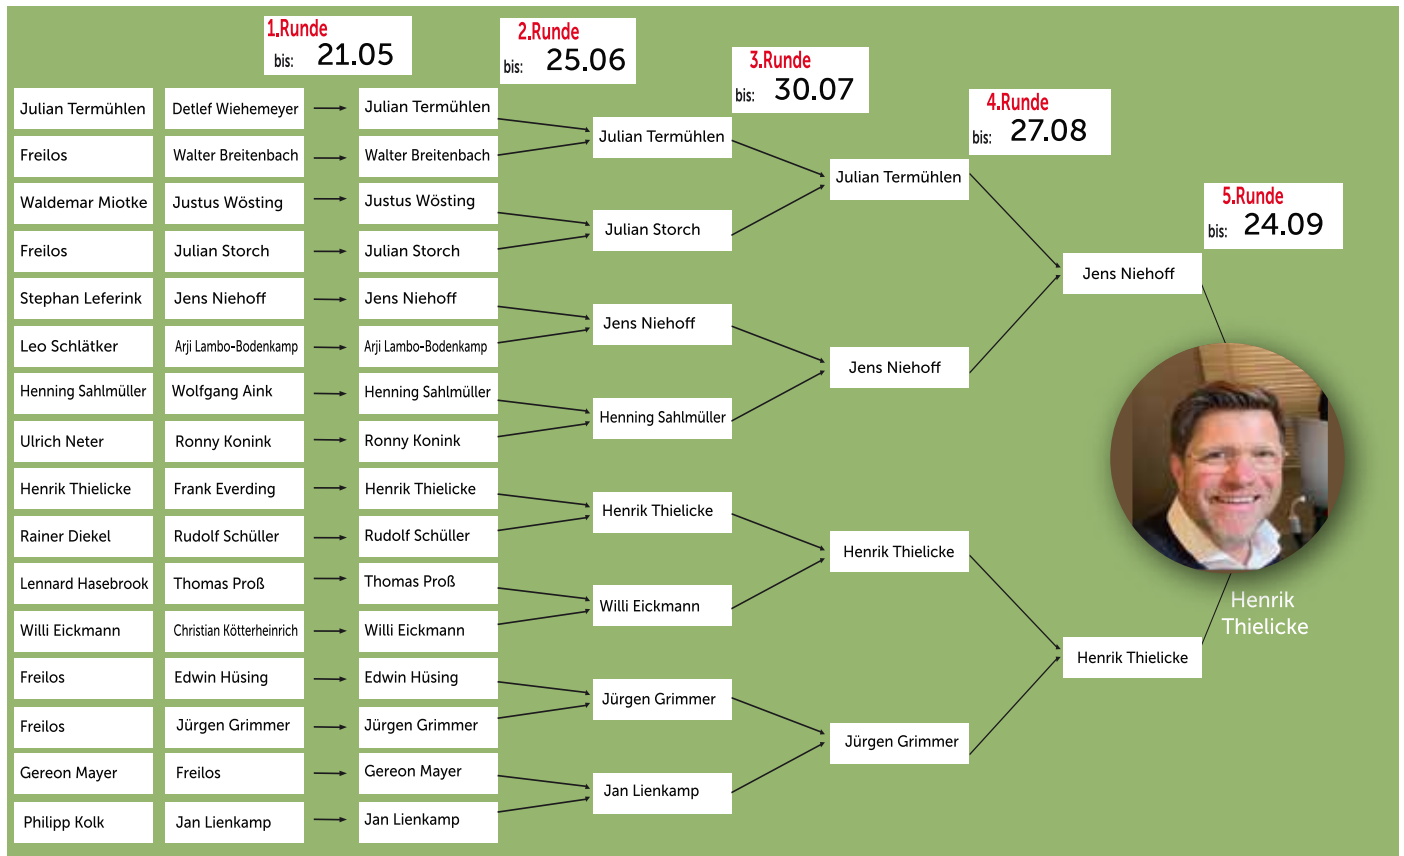 1.Runde
bis: 21.05
2.Runde
bis: 25.06
3.Runde
bis: 30.07
4.Runde
bis: 27.08
5.Runde
bis: 24.09
Julian Termühlen
Detlef Wiehemeyer
Julian Termühlen
Freilos
Walter Breitenbach
Walter Breitenbach
Waldemar Miotke
Justus Wösting
Justus Wösting
Freilos
Julian Storch
Julian Storch
Stephan Leferink
Jens Niehoff
Jens Niehoff
Leo Schlätker
Arji Lambo-Bodenkamp
Arji Lambo-Bodenkamp
Henning Sahlmüller
Wolfgang Aink
Henning Sahlmüller
Ulrich Neter
Ronny Konink
Ronny Konink
Henrik Thielicke
Frank Everding
Henrik Thielicke
Rainer Diekel
Rudolf Schüller
Rudolf Schüller
Lennard Hasebrook
Thomas Proß
Thomas Proß
Willi Eickmann
Christian Kötterheinrich
Willi Eickmann
Freilos
Edwin Hüsing
Edwin Hüsing
Freilos
Jürgen Grimmer
Jürgen Grimmer
Gereon Mayer
Freilos
Gereon Mayer
Philipp Kolk
Jan Lienkamp
Jan Lienkamp
Julian Termühlen
Julian Storch
Jens Niehoff
Henning Sahlmüller
Henrik Thielicke
Willi Eickmann
Jürgen Grimmer
Jan Lienkamp
Julian Termühlen
Jens Niehoff
Henrik Thielicke
Jürgen Grimmer
Jens Niehoff
Henrik Thielicke
Henrik
Thielicke